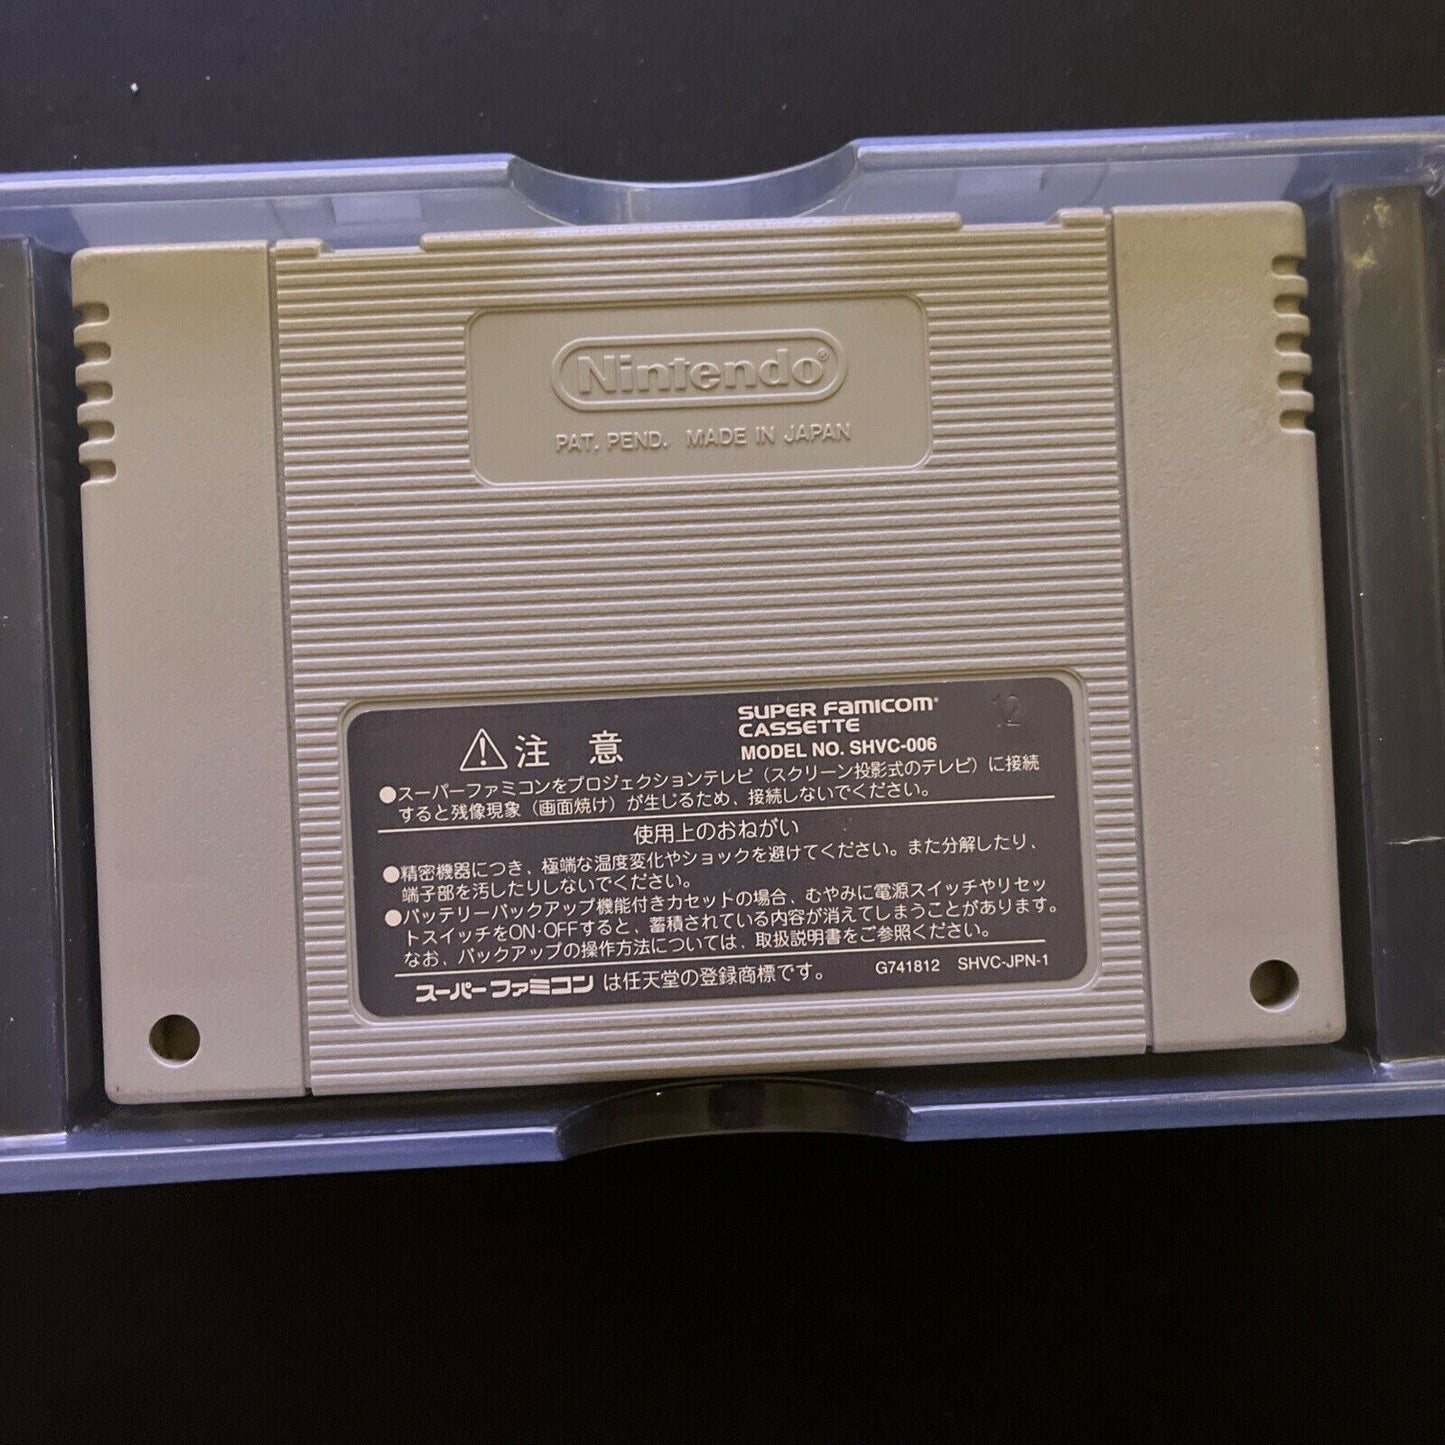 Nintendo®
PAT. PEND. MADE IN JAPAN
SUPER FAMICOM®
CASSETTE
12
注意
MODEL NO. SHVC-006
●スーパーファミコンをプロジェクションテレビ(スクリーン投影式のテレビ)に接続
すると残像現象(画面焼け)が生じるため、接続しないでください。
使用上のおねがい
●精密機器につき、極端な温度変化やショックを避けてください。また分解したり、
端子部を汚したりしないでください。
●バッテリーバックアップ機能付きカセットの場合、むやみに電源スイッチやリセッ
トスイッチをON·OFFすると、蓄積されている内容が消えてしまうことがあります。
なお、バックアップの操作方法については、取扱説明書をご参照ください。
スーパーファミコンは任天堂の登録商標です。 G741812 SHVC-JPN-1